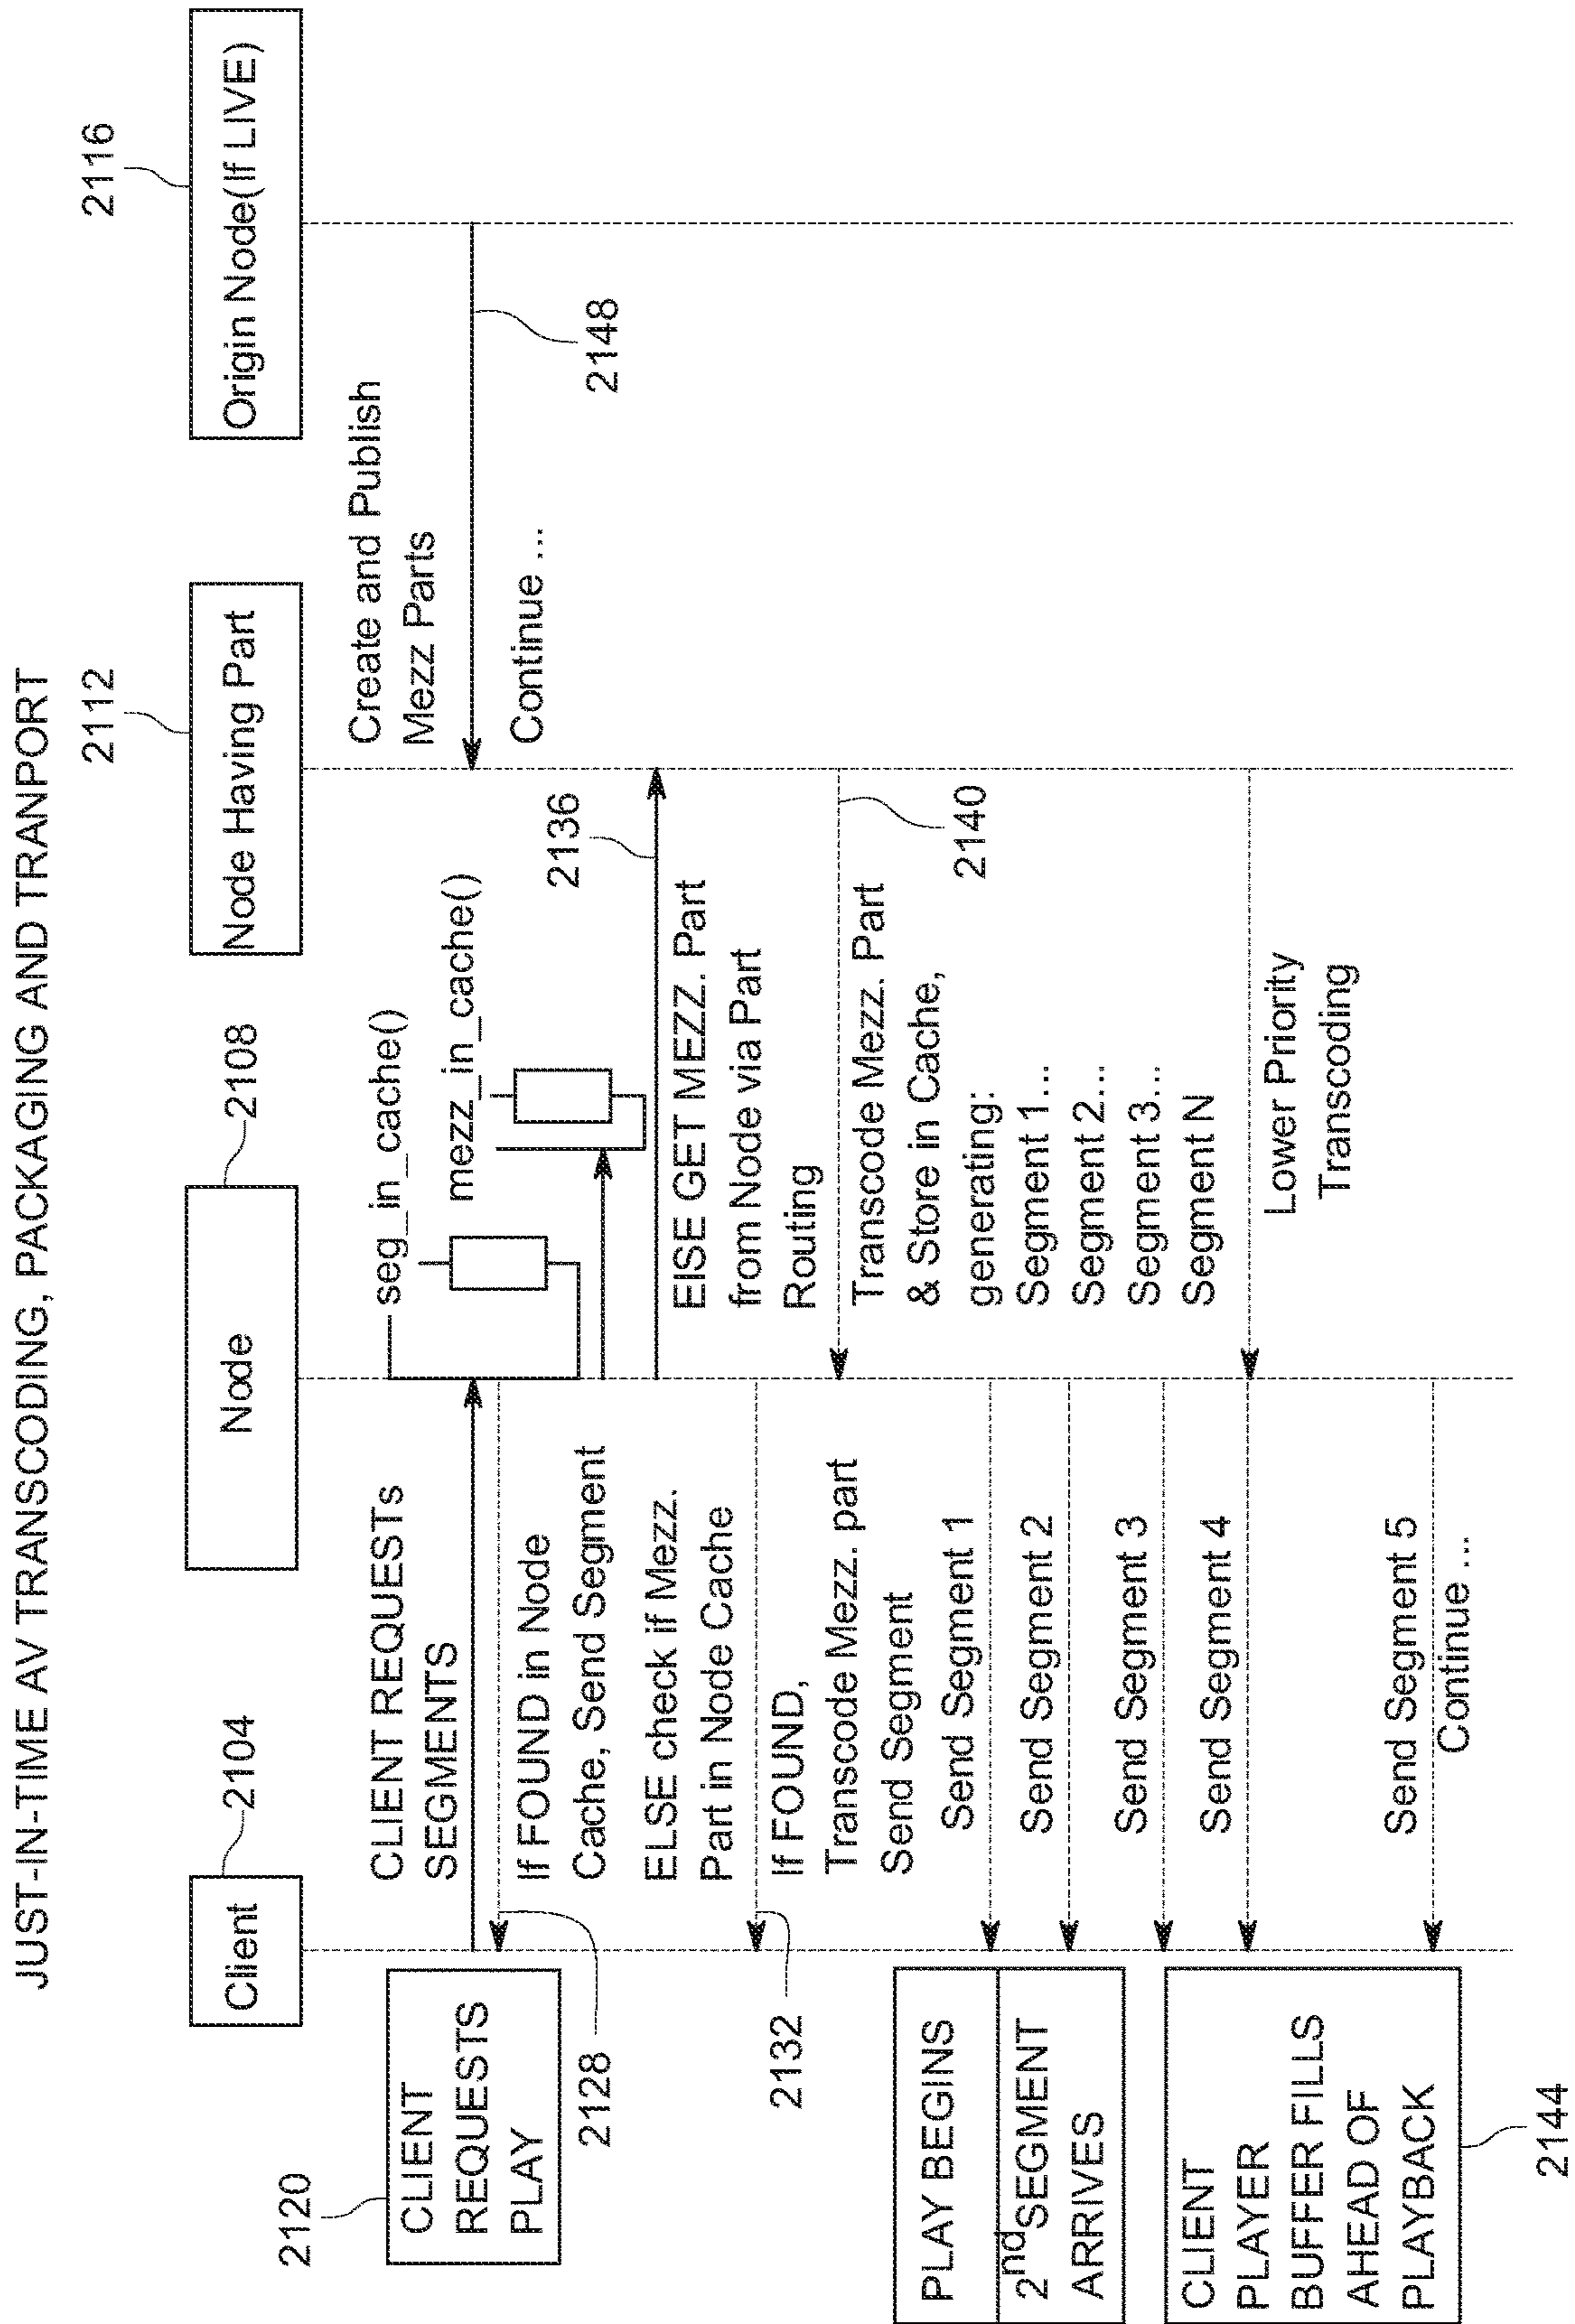 JUST-IN-TIME AV TRANSCODING, PACKAGING AND TRANPORT
2104
2108
2112
2116
Client
Node
Node Having Part
Origin Node(If LIVE)
2120
CLIENT
REQUESTS
PLAY
CLIENT REQUESTs
SEGMENTS
seg_in_cache()
mezz_in_cache()
Create and Publish
Mezz Parts
2148
Continue ...
2128
If FOUND in Node
Cache, Send Segment
2136
ELSE check if Mezz.
Part in Node Cache
EISE GET MEZZ. Part
from Node via Part
Routing
2132
If FOUND,
Transcode Mezz. part
Send Segment
2140
Transcode Mezz. Part
& Store in Cache,
generating:
Segment 1...
Segment 2...
Segment 3...
Segment N
PLAY BEGINS
Send Segment 1
2nd SEGMENT
ARRIVES
Send Segment 2
Send Segment 3
Send Segment 4
Lower Priority
Transcoding
CLIENT
PLAYER
BUFFER FILLS
AHEAD OF
PLAYBACK
Send Segment 5
Continue ...
2144